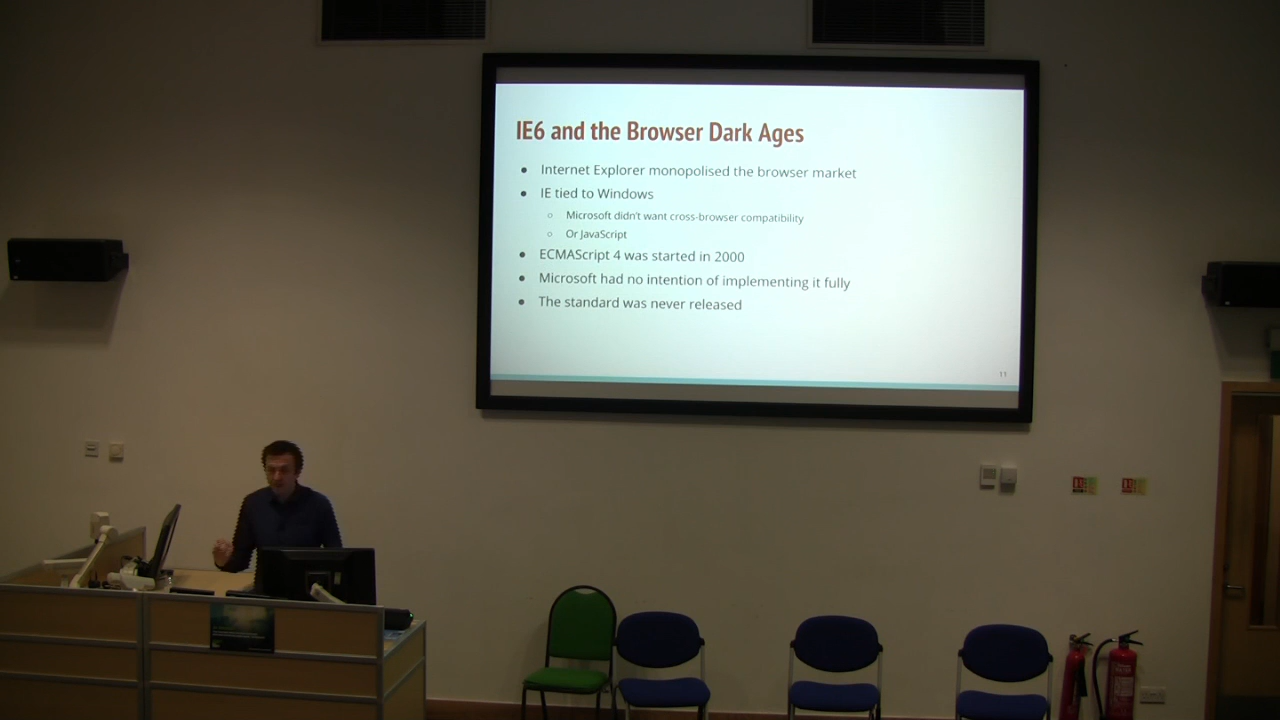 IE6 and the Browser Dark Ages
● Internet Explorer monopolised the browser market
● IE tied to Windows
○ Microsoft didn't want cross-browser compatibility
○ Or JavaScript
● ECMAScript 4 was started in 2000
● Microsoft had no intention of implementing it fully
● The standard was never released
11